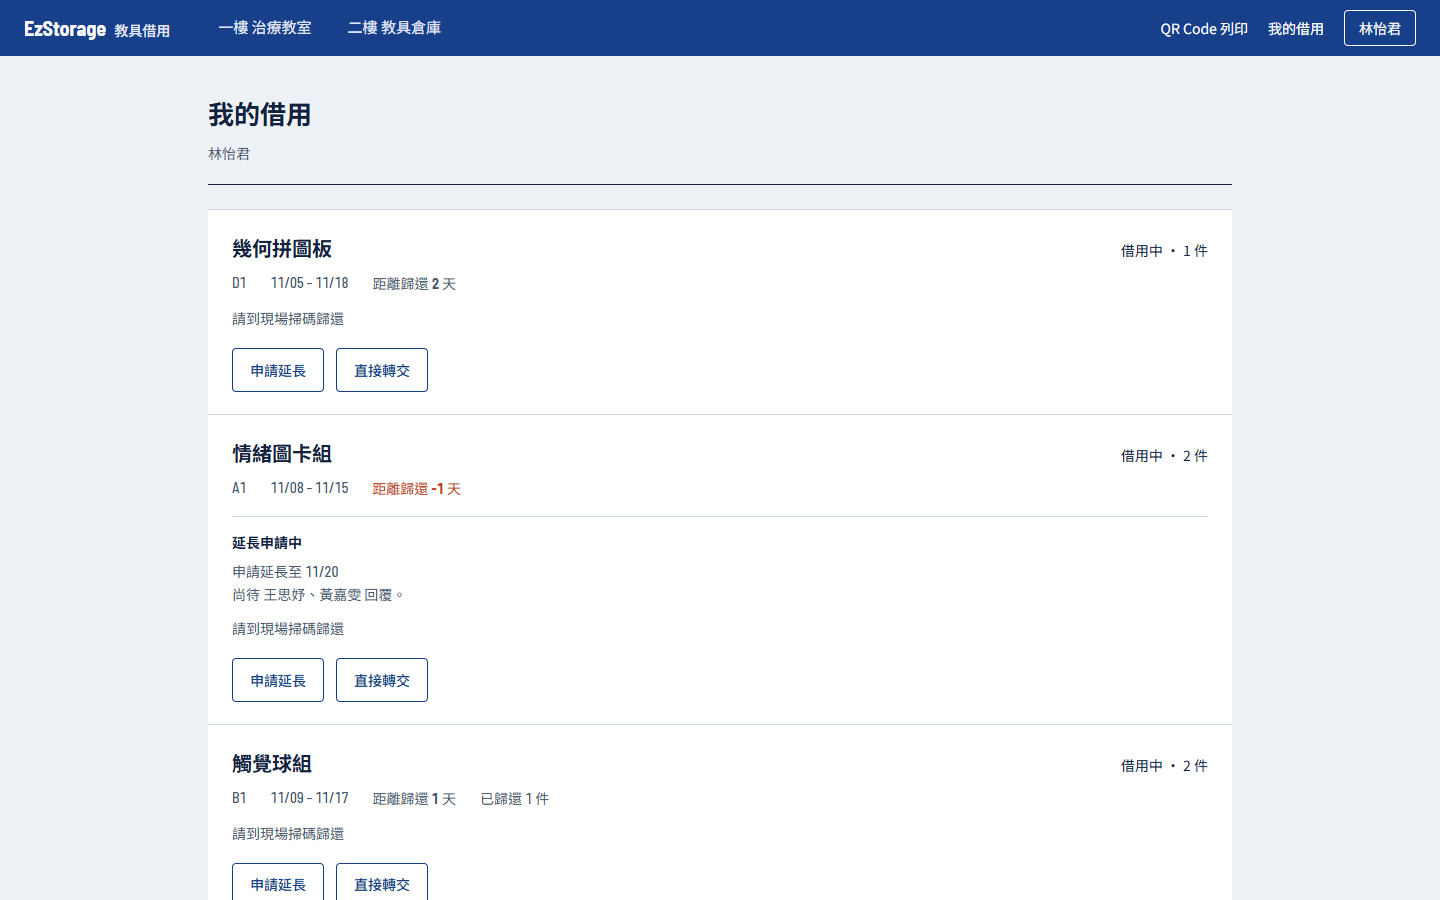 EzStorage 教具借用 一樓 治療教室 二樓 教具倉庫 QR Code 列印 我的借用 林怡君
我的借用
林怡君
幾何拼圖板 借用中 · 1 件
D1 11/05 – 11/18 距離歸還 2 天
請到現場掃碼歸還
申請延長 直接轉交
情緒圖卡組 借用中 · 2 件
A1 11/08 – 11/15 距離歸還 -1 天
延長申請中
申請延長至 11/20
尚待 王思妤、黃嘉雯 回覆。
請到現場掃碼歸還
申請延長 直接轉交
觸覺球組 借用中 · 2 件
B1 11/09 – 11/17 距離歸還 1 天 已歸還 1 件
請到現場掃碼歸還
申請延長 直接轉交